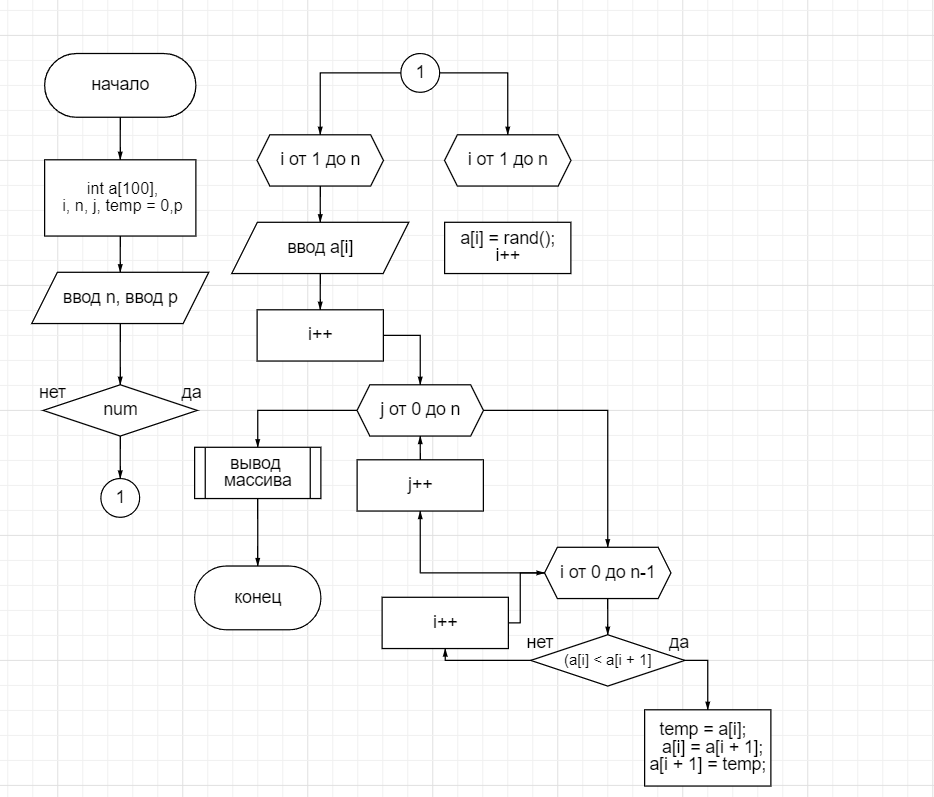 начало
int a[100],
i, n, j, temp = 0,p
ввод n, ввод p
нет
да
num
1
1
i от 1 до n
i от 1 до n
ввод a[i]
a[i] = rand();
i++
i++
j от 0 до n
вывод
массива
j++
конец
i от 0 до n-1
i++
нет
да
(a[i] < a[i + 1]
temp = a[i];
a[i] = a[i + 1];
a[i + 1] = temp;